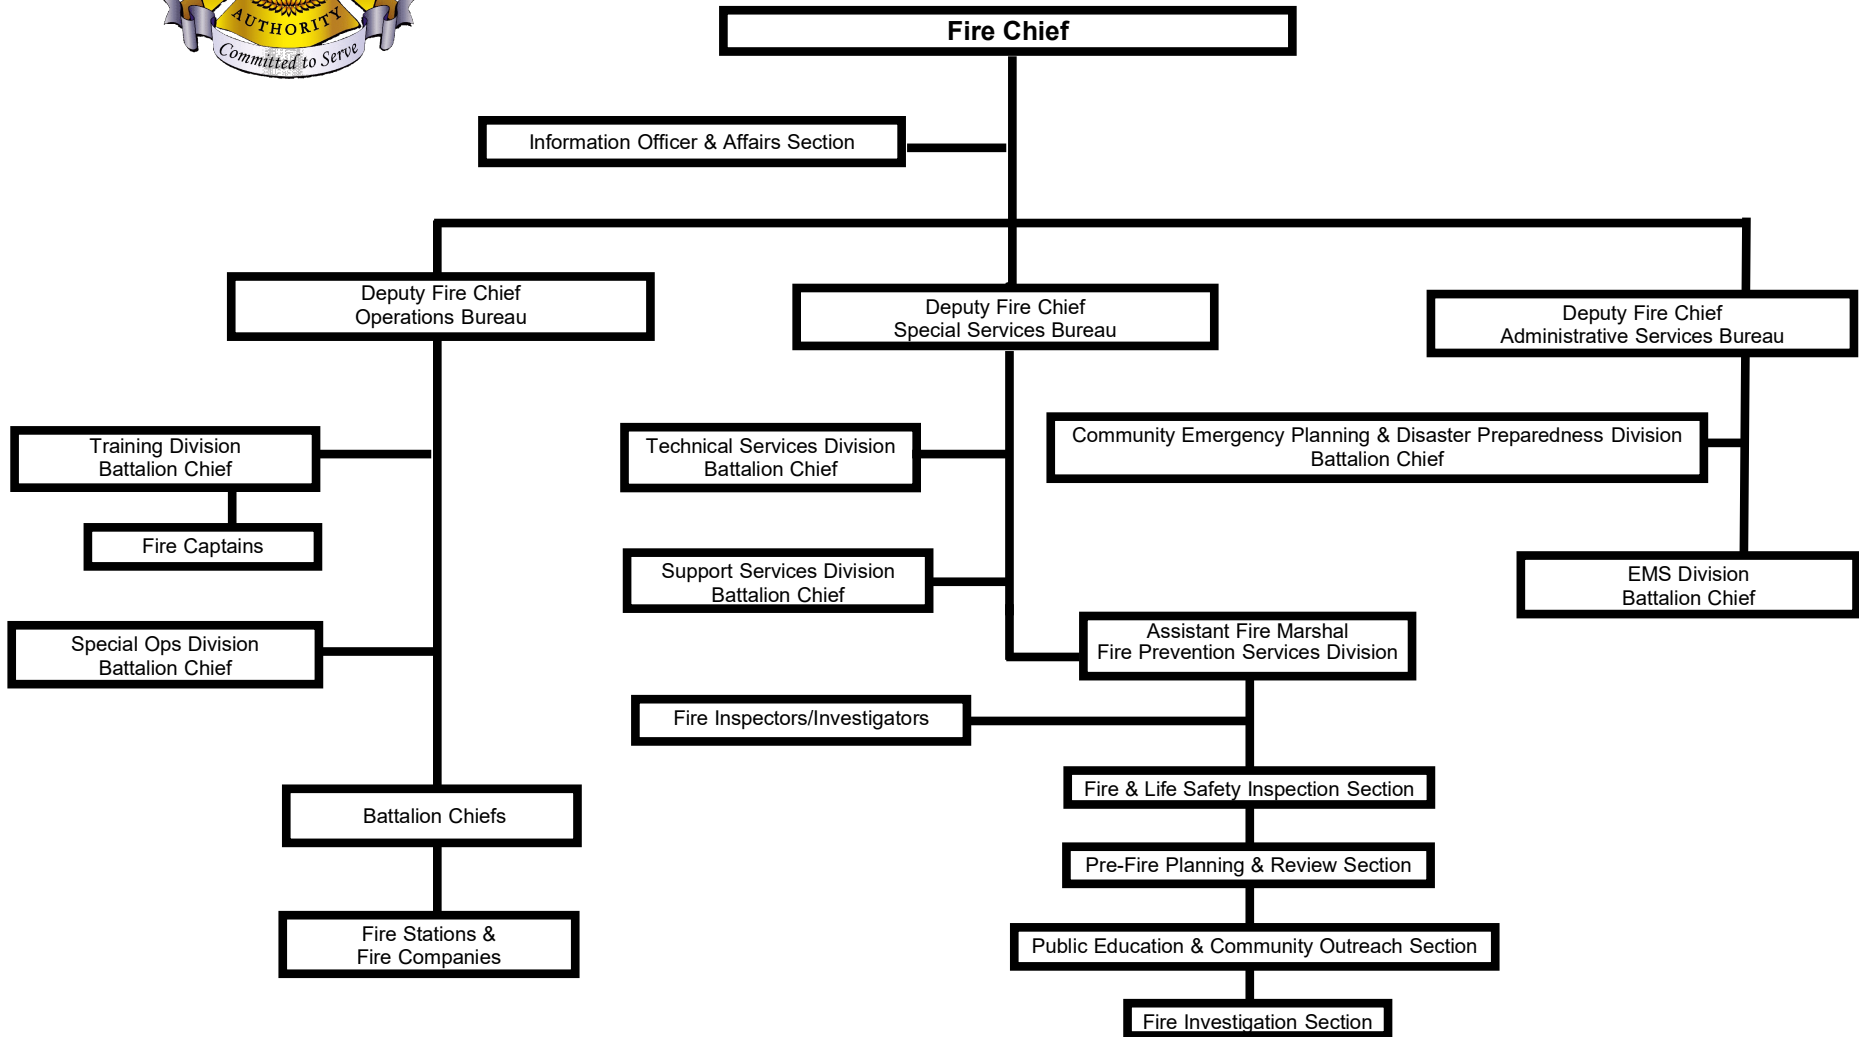 AUTHORITY
Committed to Serve
Fire Chief
Information Officer & Affairs Section
Deputy Fire Chief
Operations Bureau
Deputy Fire Chief
Special Services Bureau
Deputy Fire Chief
Administrative Services Bureau
Training Division
Battalion Chief
Technical Services Division
Battalion Chief
Community Emergency Planning & Disaster Preparedness Division
Battalion Chief
Fire Captains
Support Services Division
Battalion Chief
EMS Division
Battalion Chief
Special Ops Division
Battalion Chief
Assistant Fire Marshal
Fire Prevention Services Division
Fire Inspectors/Investigators
Fire & Life Safety Inspection Section
Battalion Chiefs
Pre-Fire Planning & Review Section
Fire Stations &
Fire Companies
Public Education & Community Outreach Section
Fire Investigation Section